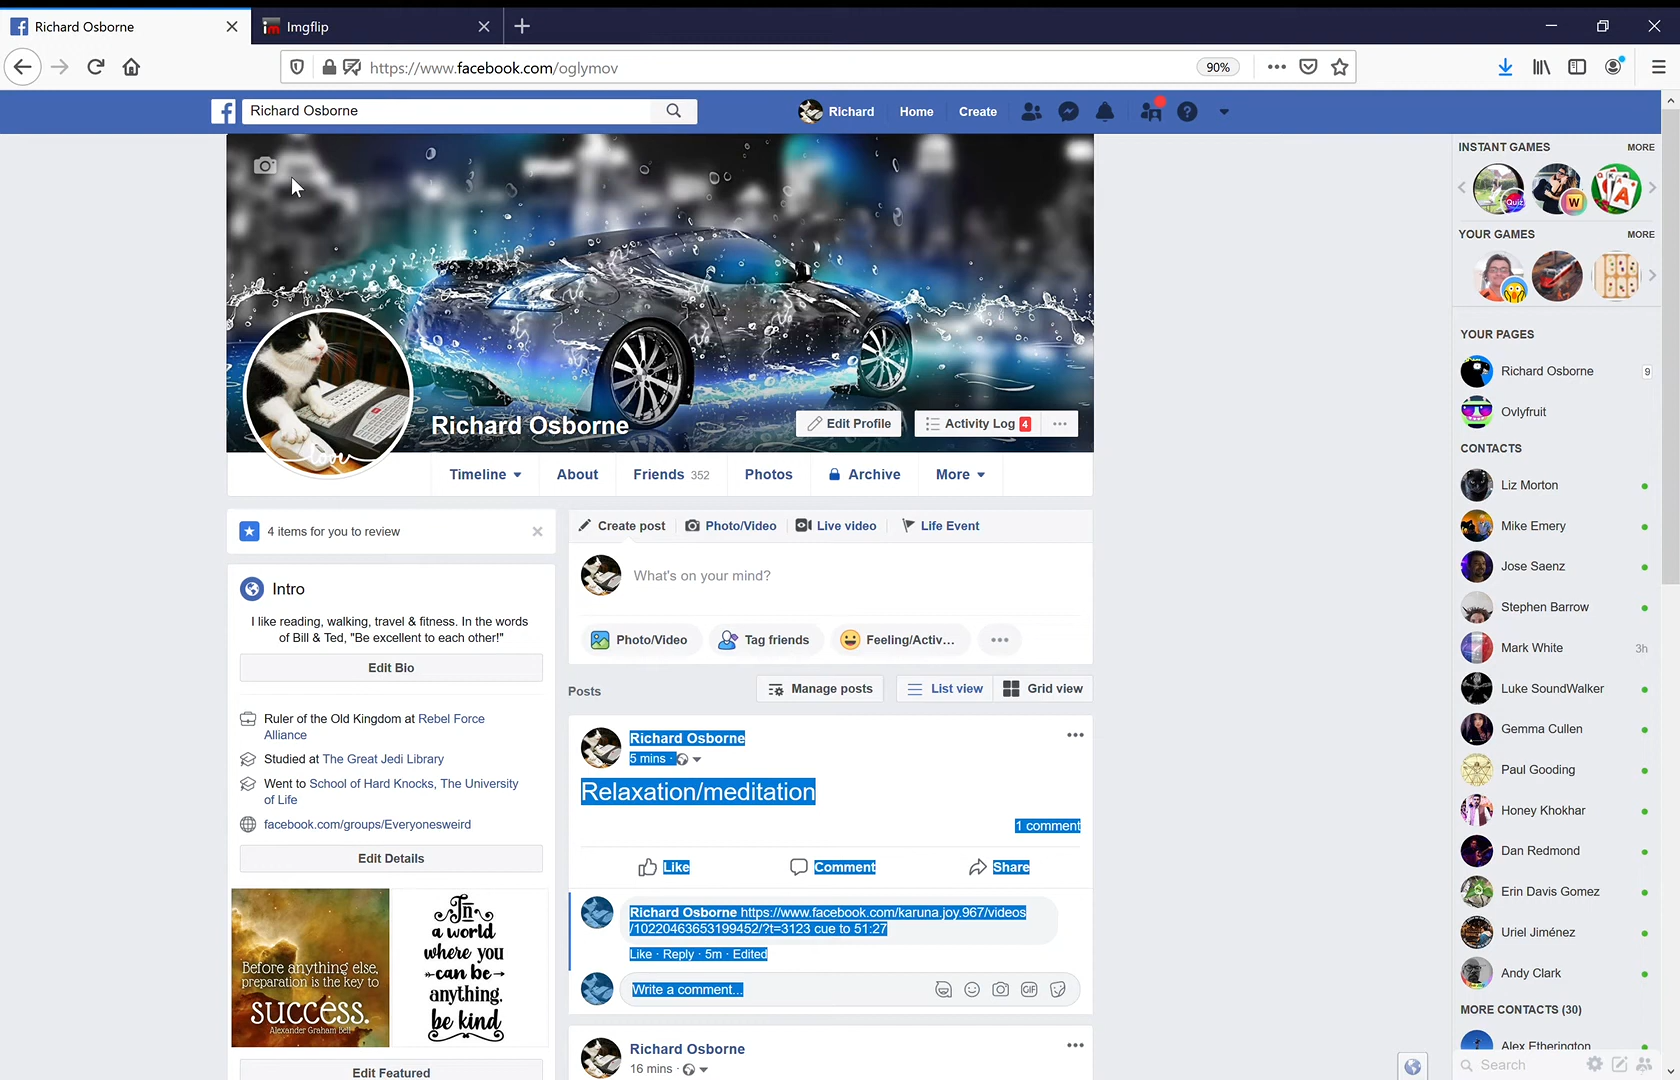 Richard Osborne
Imgflip
https://www.facebook.com/oglymov
90%
Richard Osborne
Richard
Home
Create
INSTANT GAMES
MORE
Quiz
W
A
YOUR GAMES
MORE
YOUR PAGES
Richard Osborne
9
Ovlyfruit
CONTACTS
Liz Morton
Mike Emery
Jose Saenz
Stephen Barrow
Mark White
3h
Luke SoundWalker
Gemma Cullen
Paul Gooding
Honey Khokhar
Dan Redmond
Erin Davis Gomez
Uriel Jiménez
Andy Clark
MORE CONTACTS (30)
Alex Etherington
Search
love
Richard Osborne
Edit Profile
Activity Log 4
Timeline
About
Friends 352
Photos
Archive
More
4 items for you to review
Intro
I like reading, walking, travel & fitness. In the words
of Bill & Ted, "Be excellent to each other!"
Edit Bio
Ruler of the Old Kingdom at Rebel Force
Alliance
Studied at The Great Jedi Library
Went to School of Hard Knocks, The University
of Life
facebook.com/groups/Everyonesweird
Edit Details
Before anything else,
preparation is the key to
success.
Alexander Graham Bell
In
a world
where you
can be
anything.
be kind
Edit Featured
Create post
Photo/Video
Live video
Life Event
What's on your mind?
Photo/Video
Tag friends
Feeling/Activ...
Posts
Manage posts
List view
Grid view
Richard Osborne
5 mins ·
Relaxation/meditation
1 comment
Like
Comment
Share
Richard Osborne https://www.facebook.com/karuna.joy.967/videos
/10220463653199452/?t=3123 cue to 51:27
Like · Reply · 5m · Edited
Write a comment...
GIF
Richard Osborne
16 mins ·